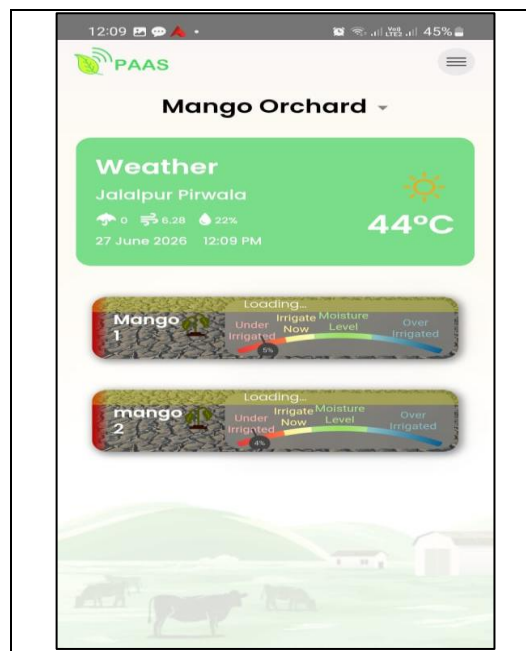 12:09
VoLTE2 45%
PAAS
Mango Orchard
Weather
Jalalpur Pirwala
0 6.28 22%
44°C
27 June 2026 12:09 PM
Loading...
Mango 1
Under Irrigated
Irrigate Now
Moisture Level
Over Irrigated
5%
Loading...
mango 2
Under Irrigated
Irrigate Now
Moisture Level
Over Irrigated
4%